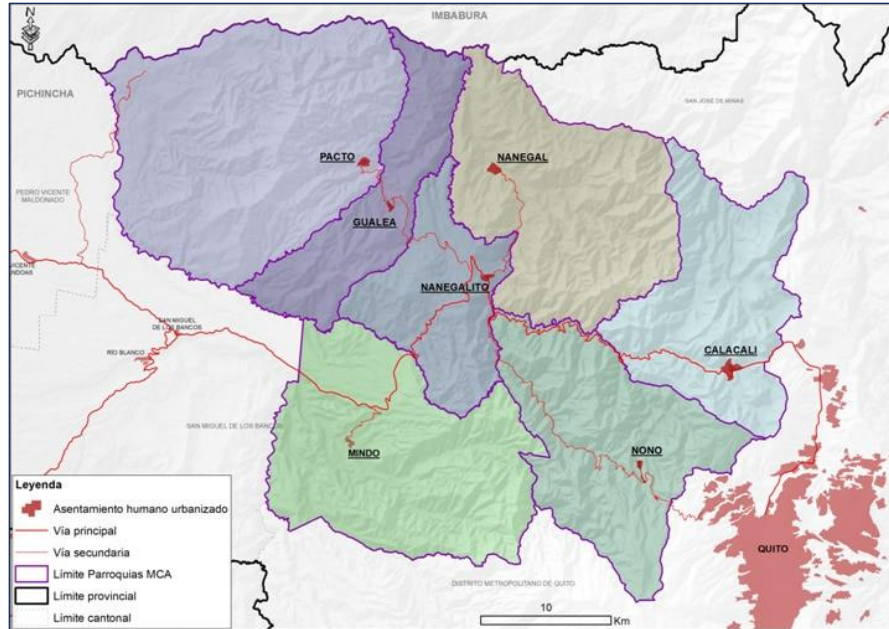 IMBABURA
N
PICHINCHA
SAN JOSE DE MINAS
PACTO
NANEGAL
PEDRO VICENTE
MALDONADO
GUALEA
VICENTE
NANEGALITO
SAN MIGUEL
DE LOS BANCOS
RÍO BLANCO
CALACALI
SAN MIGUEL DE LOS BANCOS
MINDO
NONO
Leyenda
Asentamiento humano urbanizado
Vía principal
Vía secundaria
Límite Parroquias MCA
Límite provincial
Límite cantonal
QUITO
DISTRITO METROPOLITANO DE QUITO
10
Km